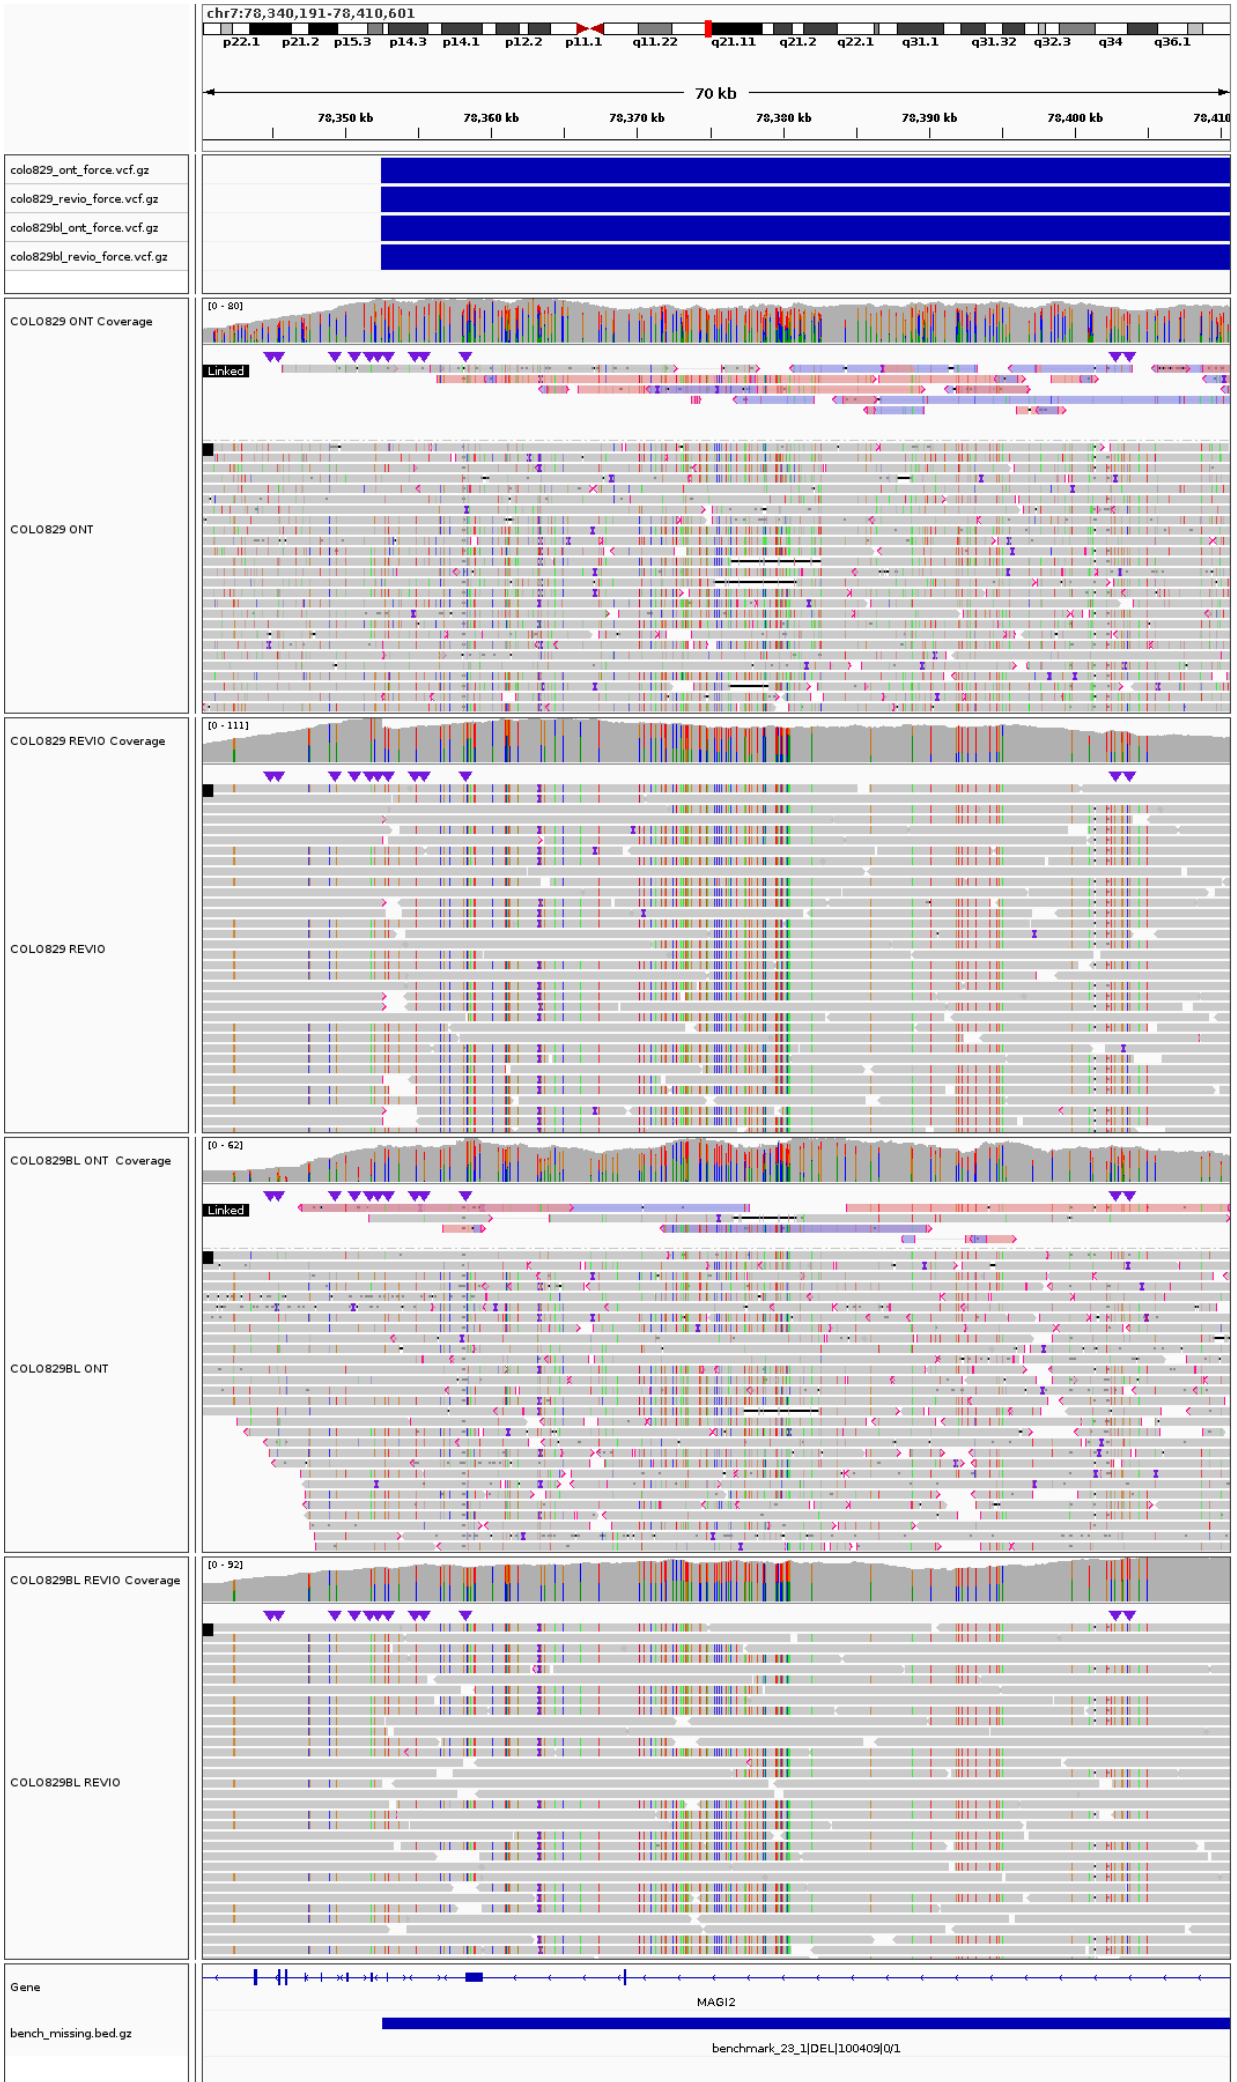 chr7:78,340,191-78,410,601
p22.1 p21.2 p15.3 p14.3 p14.1 p12.2 p11.1 q11.22 q21.11 q21.2 q22.1 q31.1 q31.32 q32.3 q34 q36.1
70 kb
78,350 kb 78,360 kb 78,370 kb 78,380 kb 78,390 kb 78,400 kb 78,410
colo829_ont_force.vcf.gz
colo829_revio_force.vcf.gz
colo829bl_ont_force.vcf.gz
colo829bl_revio_force.vcf.gz
[0 - 80]
COLO829 ONT Coverage
Linked
COLO829 ONT
[0 - 111]
COLO829 REVIO Coverage
COLO829 REVIO
[0 - 62]
COLO829BL ONT Coverage
Linked
COLO829BL ONT
[0 - 92]
COLO829BL REVIO Coverage
COLO829BL REVIO
Gene
MAGI2
bench_missing.bed.gz
benchmark_23_1|DEL|100409|0/1